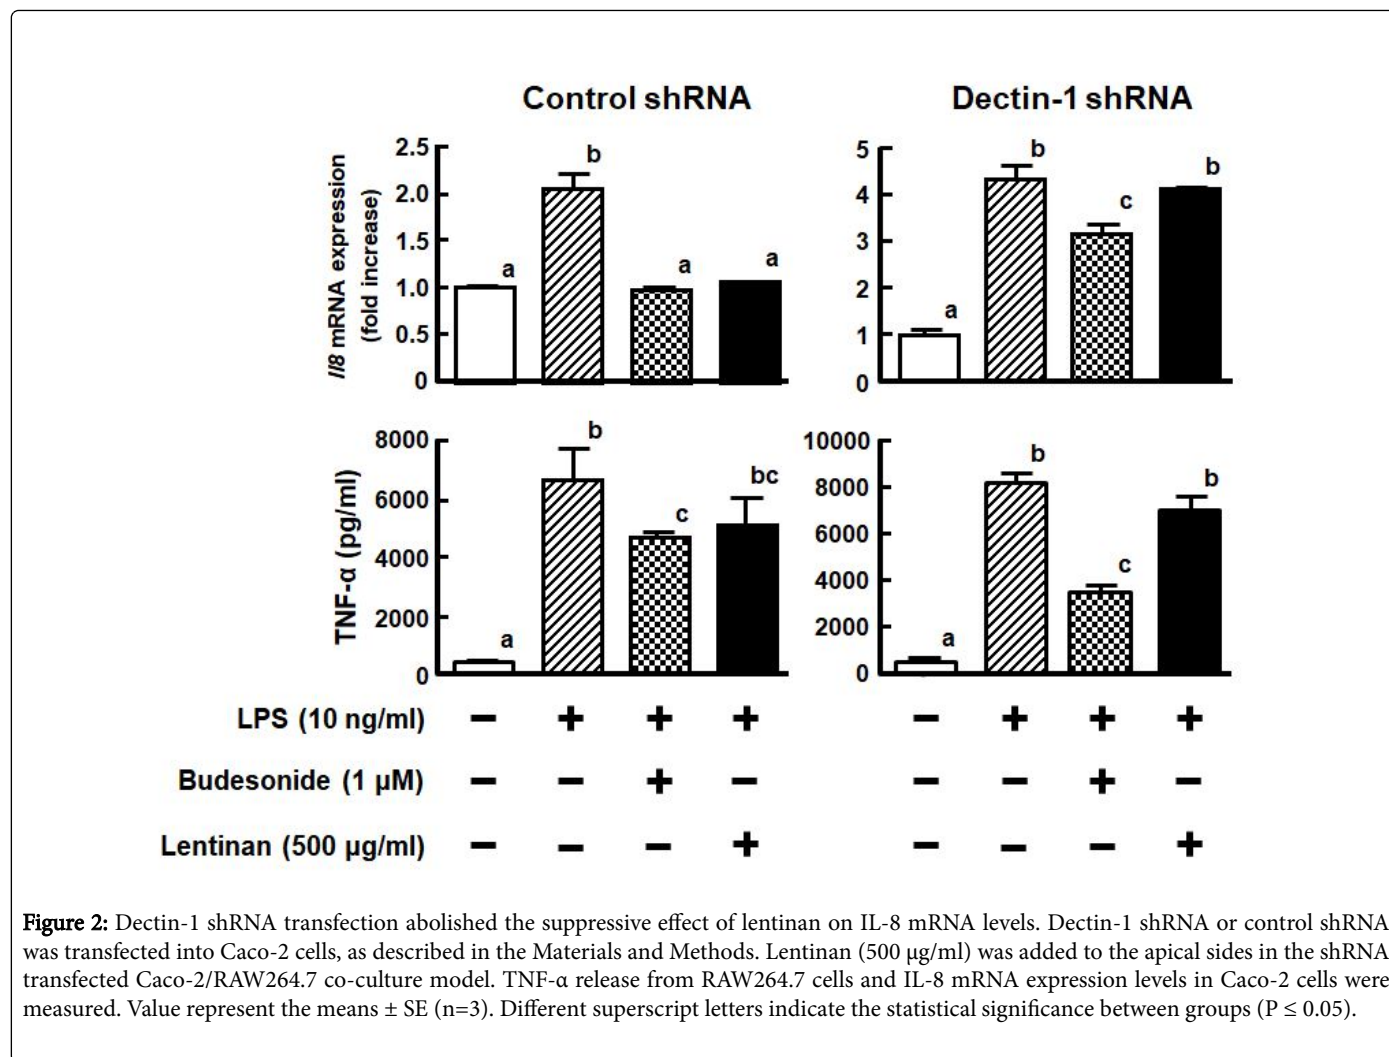 Control shRNA
Dectin-1 shRNA
Il8 mRNA expression
(fold increase)
2.5
2.0
1.5
1.0
0.5
0
a
b
a
a
5
4
3
2
1
0
a
b
c
b
TNF-α (pg/ml)
8000
6000
4000
2000
0
a
b
c
bc
10000
8000
6000
4000
2000
0
a
b
c
b
LPS (10 ng/ml) − + + + − + + +
Budesonide (1 μM) − − + − − − + −
Lentinan (500 μg/ml) − − − + − − − +
Figure 2: Dectin-1 shRNA transfection abolished the suppressive effect of lentinan on IL-8 mRNA levels. Dectin-1 shRNA or control shRNA
was transfected into Caco-2 cells, as described in the Materials and Methods. Lentinan (500 μg/ml) was added to the apical sides in the shRNA
transfected Caco-2/RAW264.7 co-culture model. TNF-α release from RAW264.7 cells and IL-8 mRNA expression levels in Caco-2 cells were
measured. Value represent the means ± SE (n=3). Different superscript letters indicate the statistical significance between groups (P ≤ 0.05).